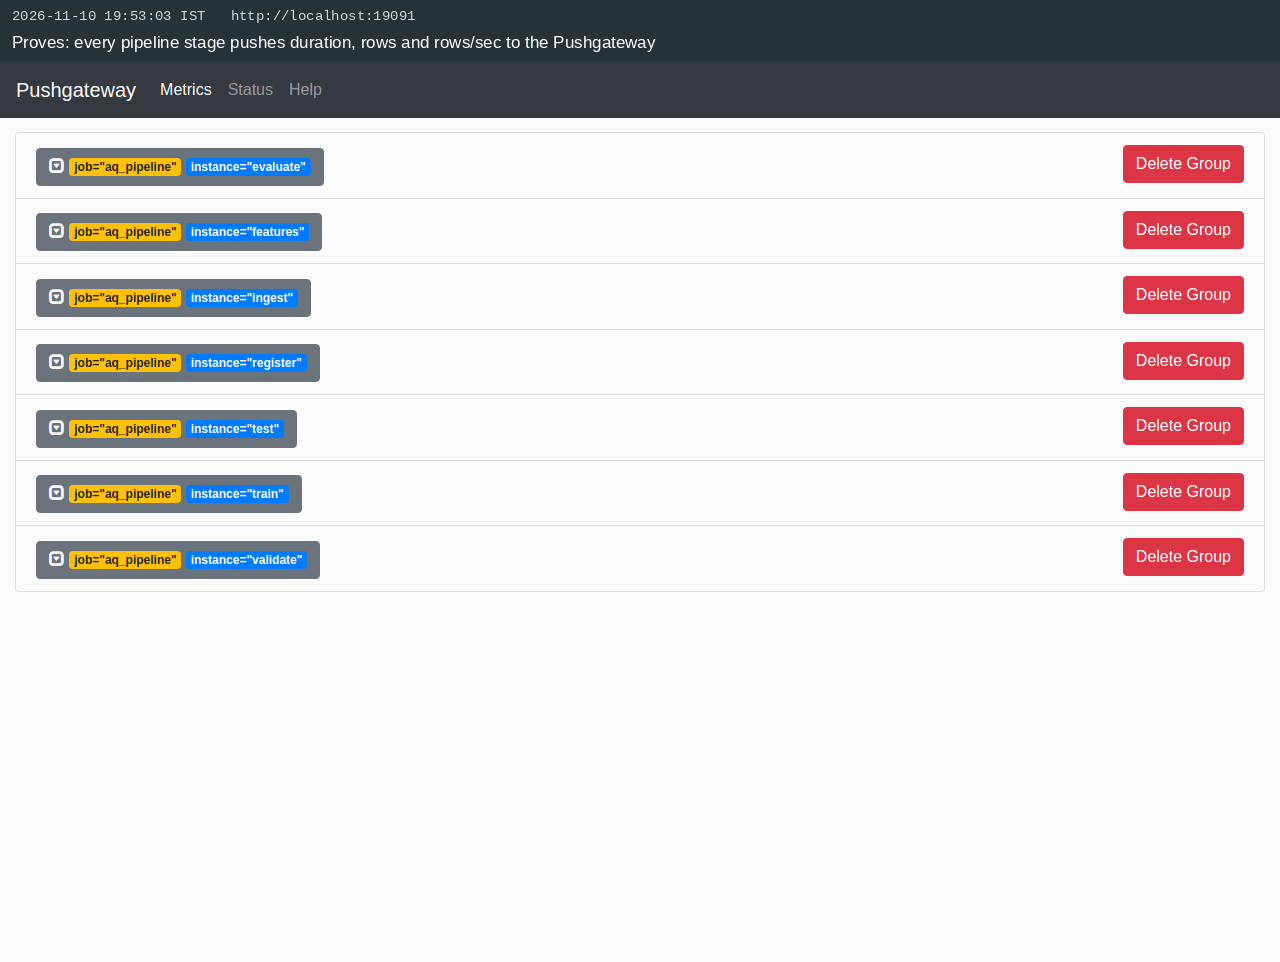 2026-11-10 19:53:03 IST http://localhost:19091
Proves: every pipeline stage pushes duration, rows and rows/sec to the Pushgateway
Pushgateway Metrics Status Help
job="aq_pipeline" instance="evaluate" Delete Group
job="aq_pipeline" instance="features" Delete Group
job="aq_pipeline" instance="ingest" Delete Group
job="aq_pipeline" instance="register" Delete Group
job="aq_pipeline" instance="test" Delete Group
job="aq_pipeline" instance="train" Delete Group
job="aq_pipeline" instance="validate" Delete Group